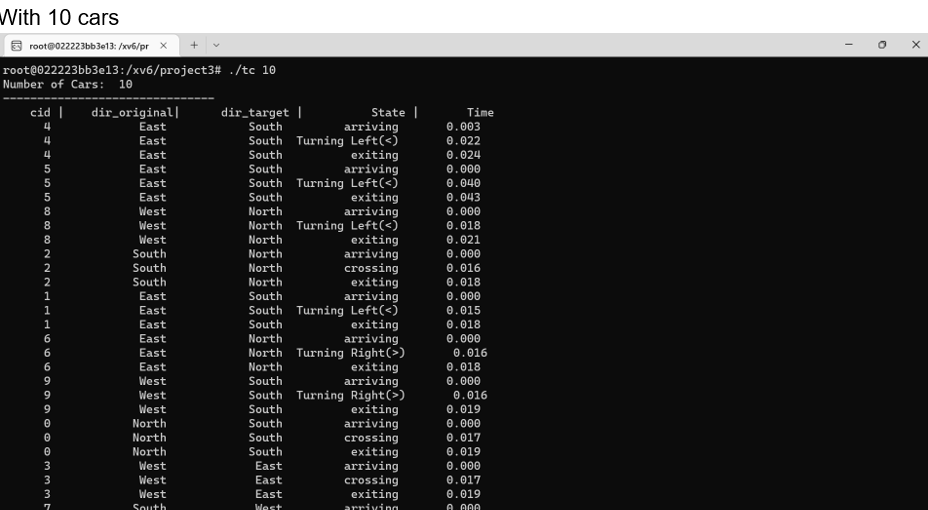 With 10 cars
root@022223bb3e13: /xv6/pr × + ⌄
root@022223bb3e13:/xv6/project3# ./tc 10
Number of Cars:  10
-------------------------------
cid |    dir_original|      dir_target |          State |       Time
4 East South arriving 0.003
4 East South Turning Left(<) 0.022
4 East South exiting 0.024
5 East South arriving 0.000
5 East South Turning Left(<) 0.040
5 East South exiting 0.043
8 West North arriving 0.000
8 West North Turning Left(<) 0.018
8 West North exiting 0.021
2 South North arriving 0.000
2 South North crossing 0.016
2 South North exiting 0.018
1 East South arriving 0.000
1 East South Turning Left(<) 0.015
1 East South exiting 0.018
6 East North arriving 0.000
6 East North Turning Right(>) 0.016
6 East North exiting 0.018
9 West South arriving 0.000
9 West South Turning Right(>) 0.016
9 West South exiting 0.019
0 North South arriving 0.000
0 North South crossing 0.017
0 North South exiting 0.019
3 West East arriving 0.000
3 West East crossing 0.017
3 West East exiting 0.019
7 South West arriving 0.000